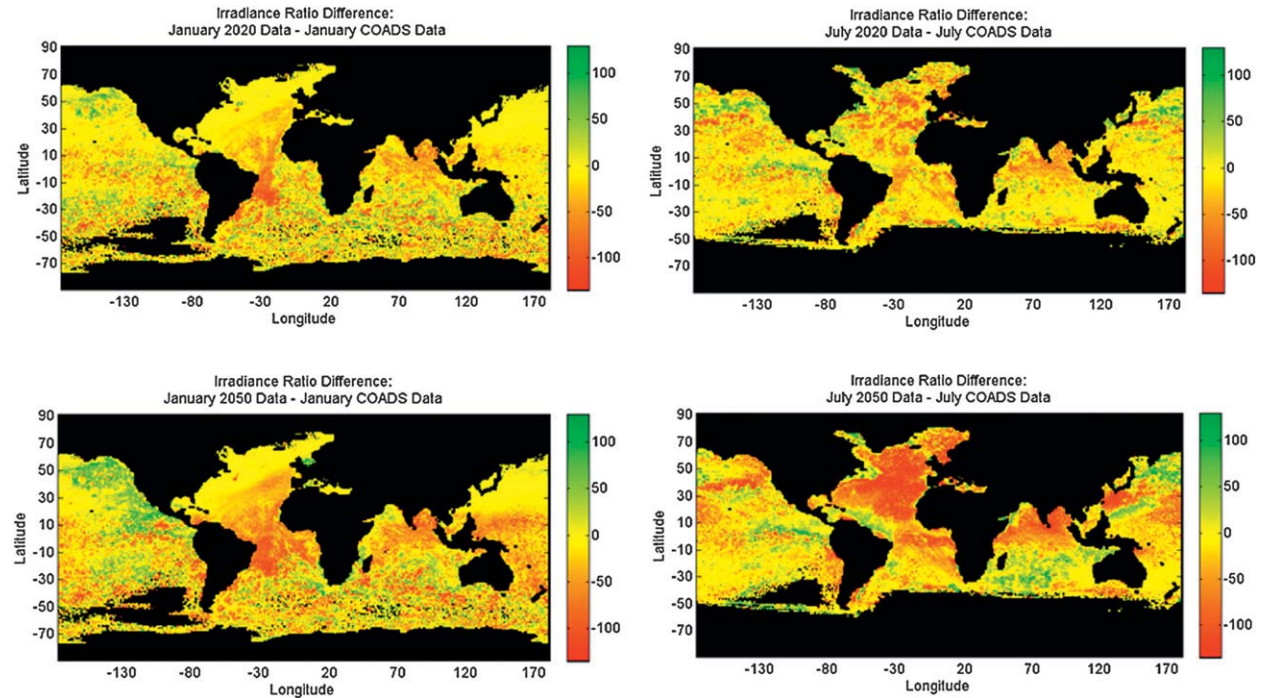 Irradiance Ratio Difference:
January 2020 Data - January COADS Data
90
70
50
30
10
-10
-30
-50
-70
Latitude
-130 -80 -30 20 70 120 170
Longitude
100
50
0
-50
-100
Irradiance Ratio Difference:
July 2020 Data - July COADS Data
90
70
50
30
10
-10
-30
-50
-70
Latitude
-130 -80 -30 20 70 120 170
Longitude
100
50
0
-50
-100
Irradiance Ratio Difference:
January 2050 Data - January COADS Data
90
70
50
30
10
-10
-30
-50
-70
Latitude
-130 -80 -30 20 70 120 170
Longitude
100
50
0
-50
-100
Irradiance Ratio Difference:
July 2050 Data - July COADS Data
90
70
50
30
10
-10
-30
-50
-70
Latitude
-130 -80 -30 20 70 120 170
Longitude
100
50
0
-50
-100